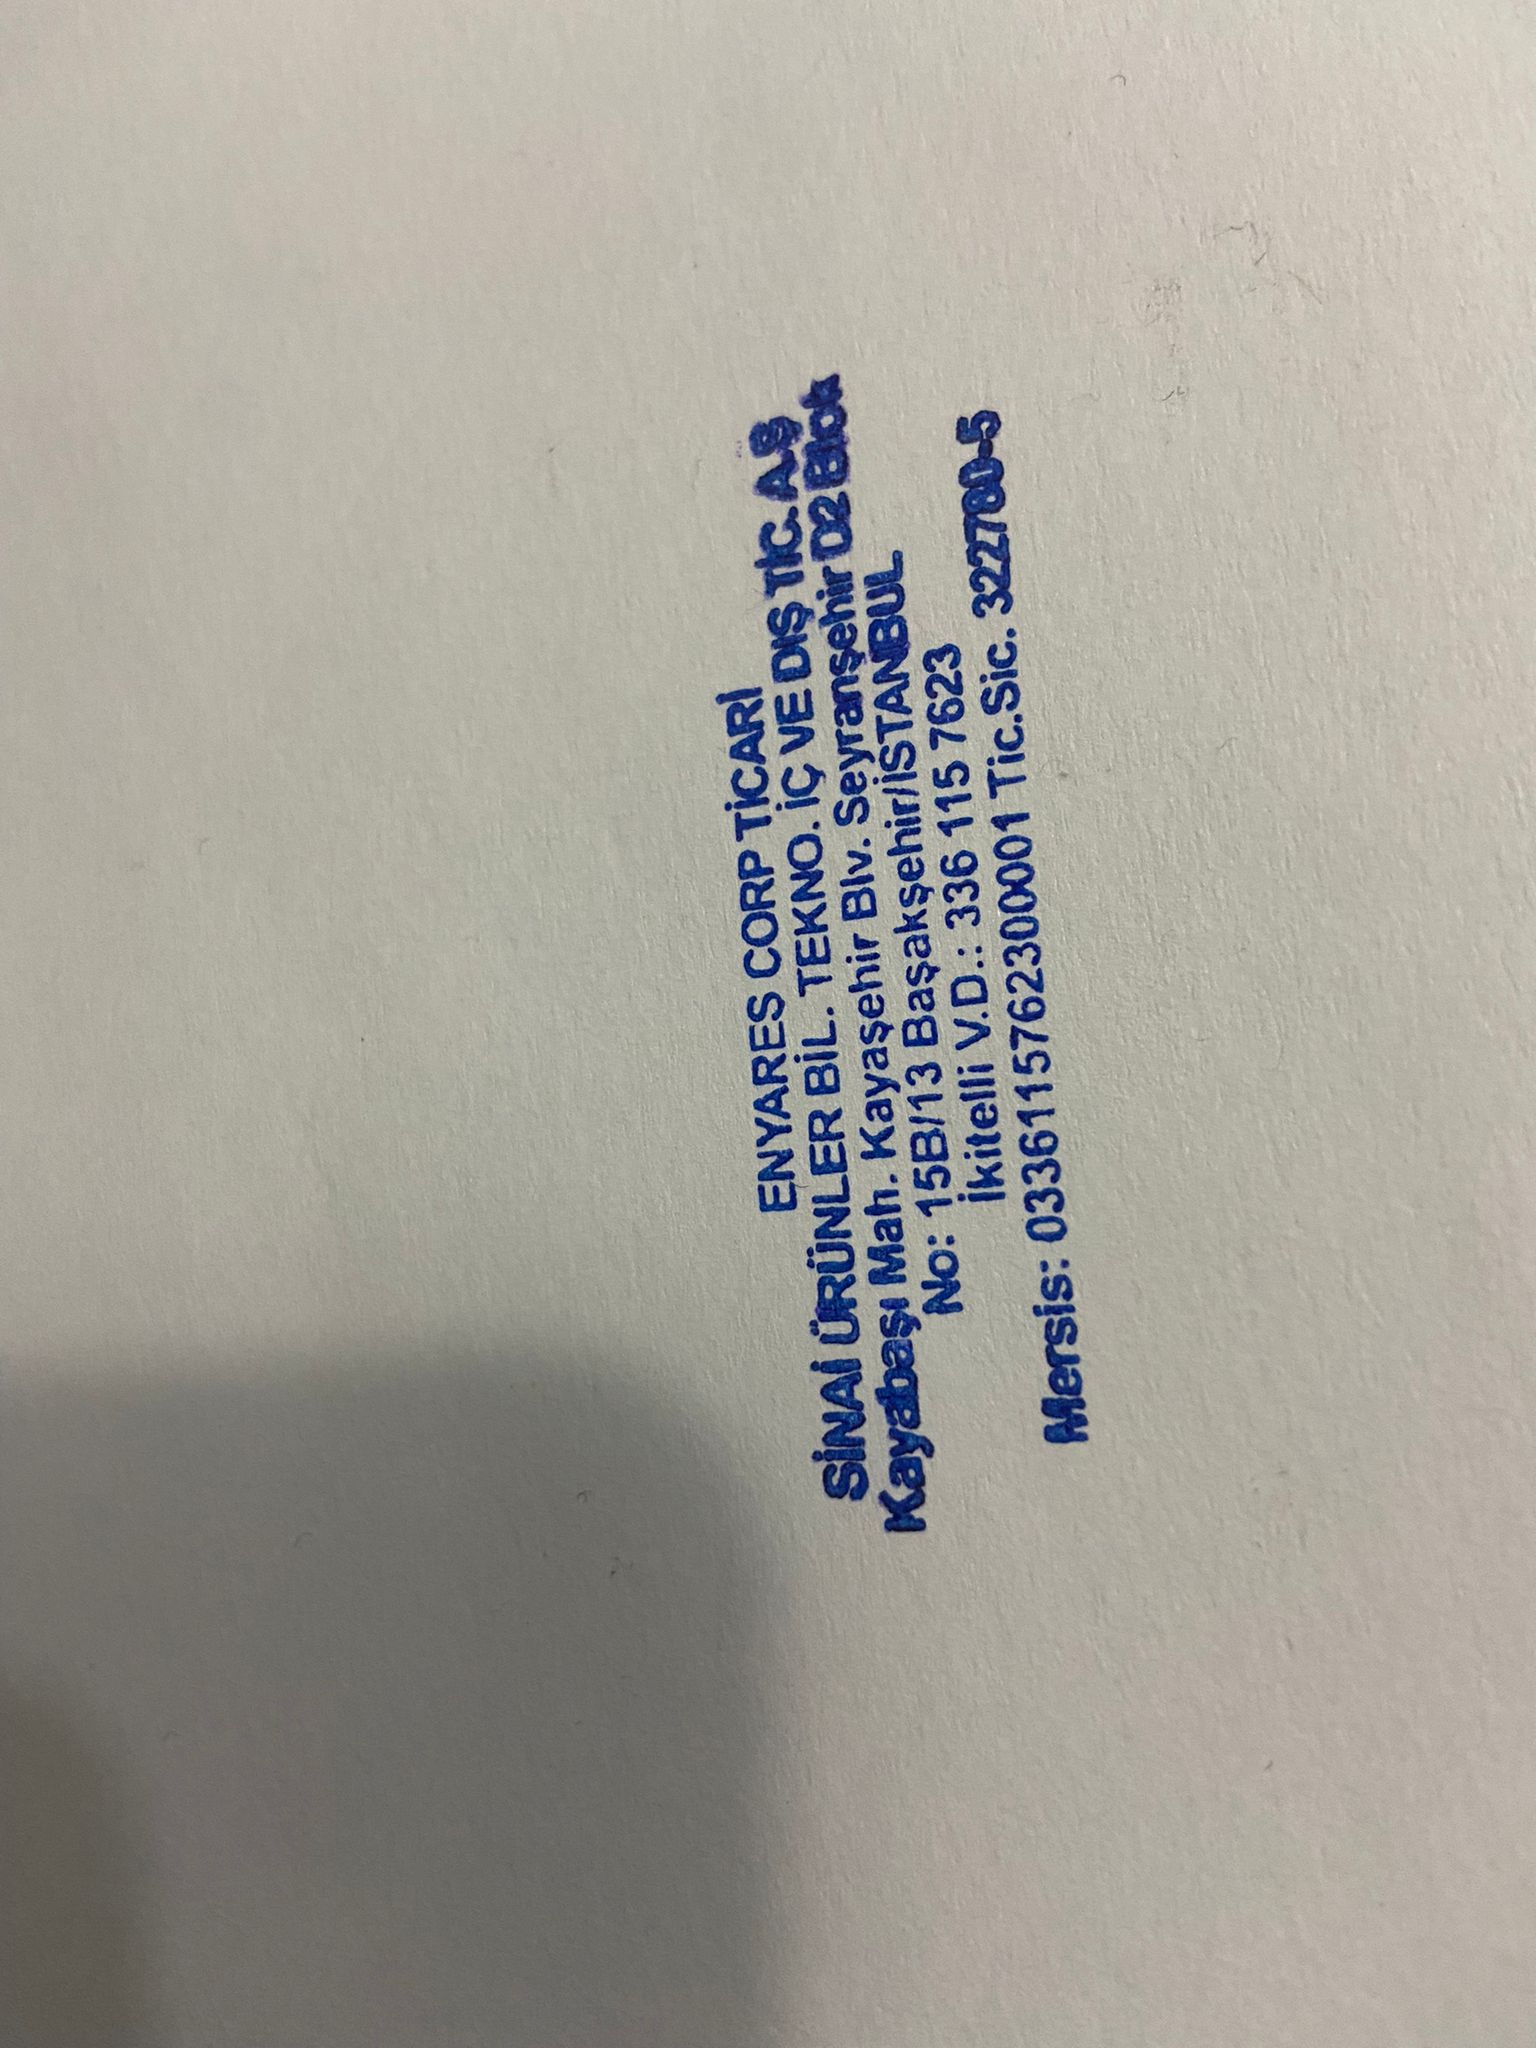 ENYARES CORP TİCARİ
SİNAİ ÜRÜNLER BİL. TEKNO. İÇ VE DIŞ TİC. A.Ş
Kayabaşı Mah. Kayaşehir Blv. Seyranşehir D2 Blok
No: 15B/13 Başakşehir/İSTANBUL
İkitelli V.D.: 336 115 7623
Mersis: 0336115762300001 Tic.Sic. 322780-5